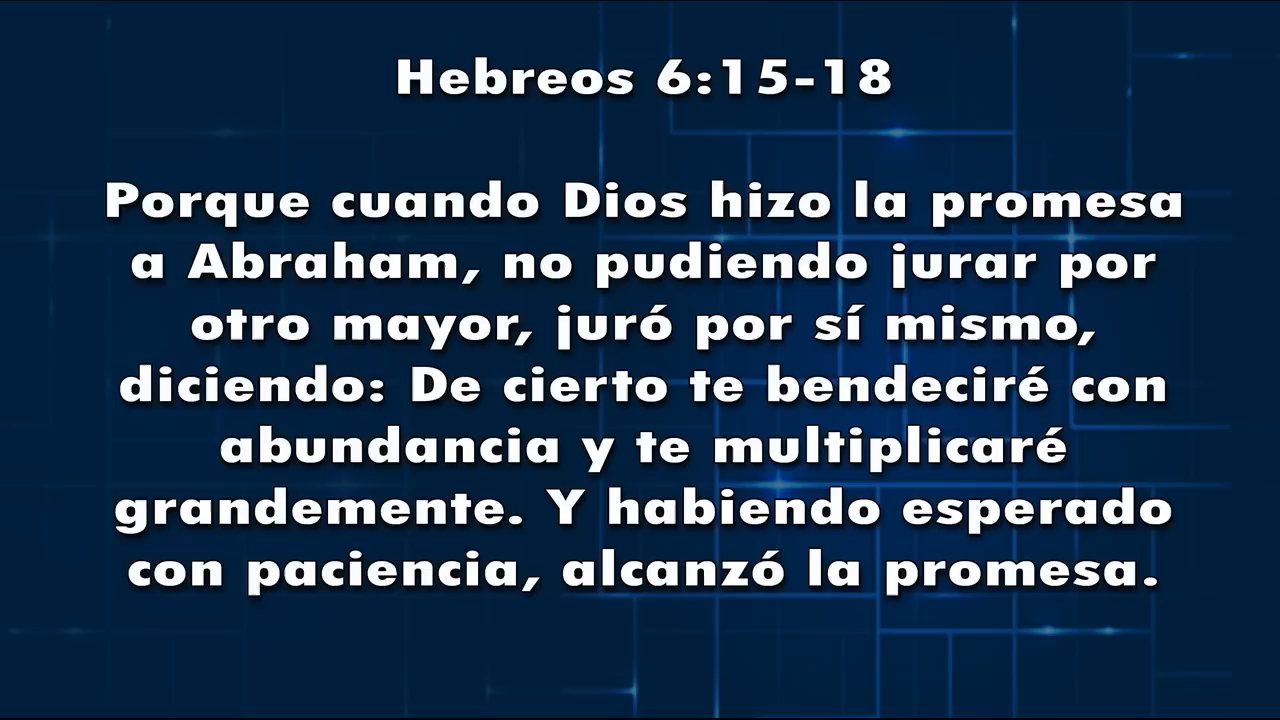 Hebreos 6:15-18
Porque cuando Dios hizo la promesa
a Abraham, no pudiendo jurar por
otro mayor, juró por sí mismo,
diciendo: De cierto te bendeciré con
abundancia y te multiplicaré
grandemente. Y habiendo esperado
con paciencia, alcanzó la promesa.